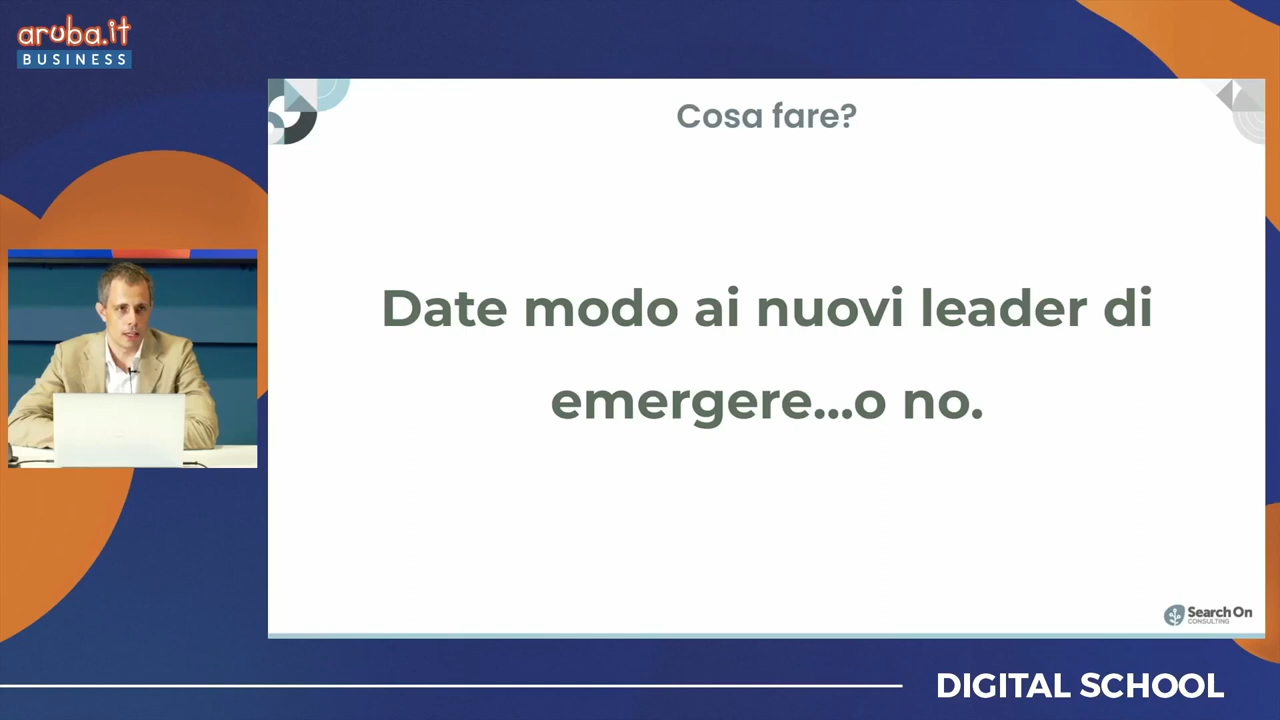 aruba.it
BUSINESS
Cosa fare?
Date modo ai nuovi leader di
emergere...o no.
Search On
CONSULTING
DIGITAL SCHOOL